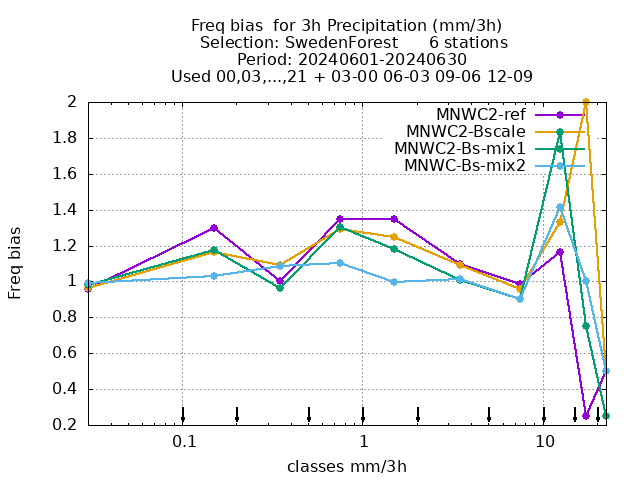 Freq bias  for 3h Precipitation (mm/3h)
Selection: SwedenForest      6 stations
Period: 20240601-20240630
Used 00,03,...,21 + 03-00 06-03 09-06 12-09
MNWC2-ref
MNWC2-Bscale
MNWC2-Bs-mix1
MNWC-Bs-mix2
2
1.8
1.6
1.4
1.2
1
0.8
0.6
0.4
0.2
Freq bias
0.1 1 10
classes mm/3h